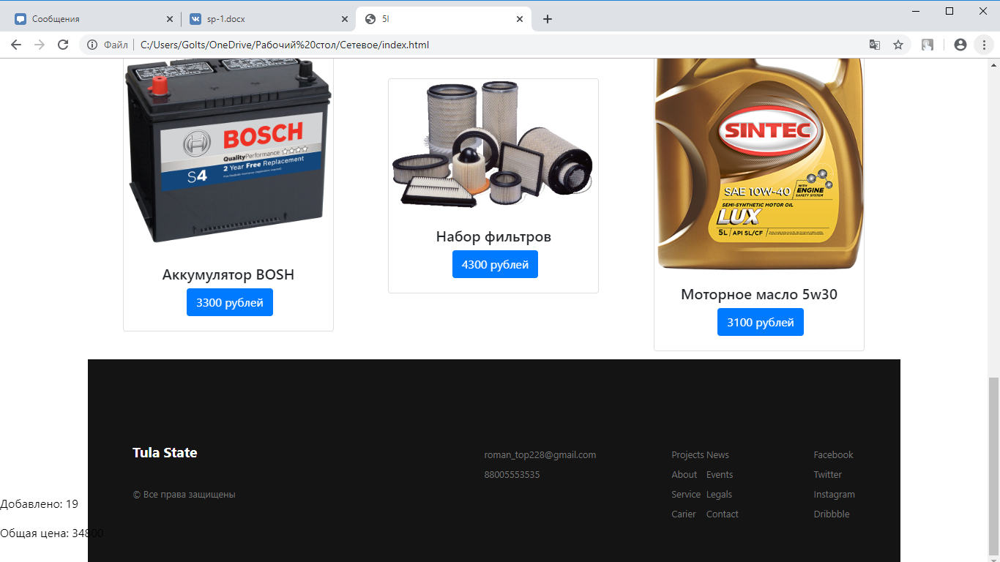 Сообщения
sp-1.docx
5l
Файл
C:/Users/Golts/OneDrive/Рабочий%20стол/Сетевое/index.html
BOSCH
QualityPerformance
S4
2 Year Free Replacement
Аккумулятор BOSH
3300 рублей
Набор фильтров
4300 рублей
SINTEC
SAE 10W-40
WITH ENGINE
SAFETY SYSTEM
SEMI-SYNTHETIC MOTOR OIL
LUX
5L API SL/CF
Моторное масло 5w30
3100 рублей
Tula State
© Все права защищены
roman_top228@gmail.com
88005553535
Projects News
About Events
Service Legals
Carier Contact
Facebook
Twitter
Instagram
Dribbble
Добавлено: 19
Общая цена: 34800